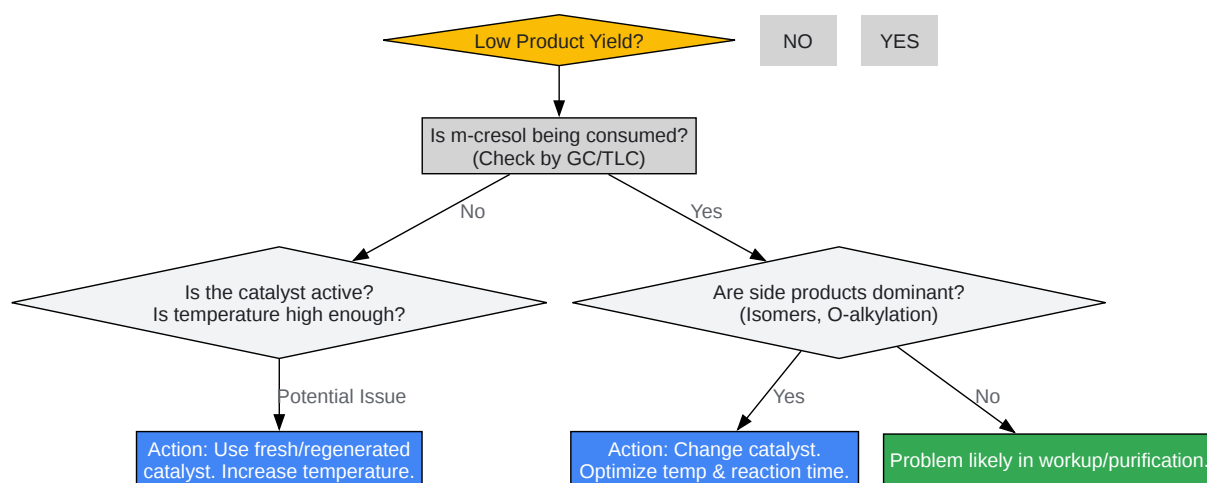 Low Product Yield?
NO
YES
Is m-cresol being consumed?
(Check by GC/TLC)
No
Yes
Is the catalyst active?
Is temperature high enough?
Are side products dominant?
(Isomers, O-alkylation)
Potential Issue
Yes
No
Action: Use fresh/regenerated
catalyst. Increase temperature.
Action: Change catalyst.
Optimize temp & reaction time.
Problem likely in workup/purification.